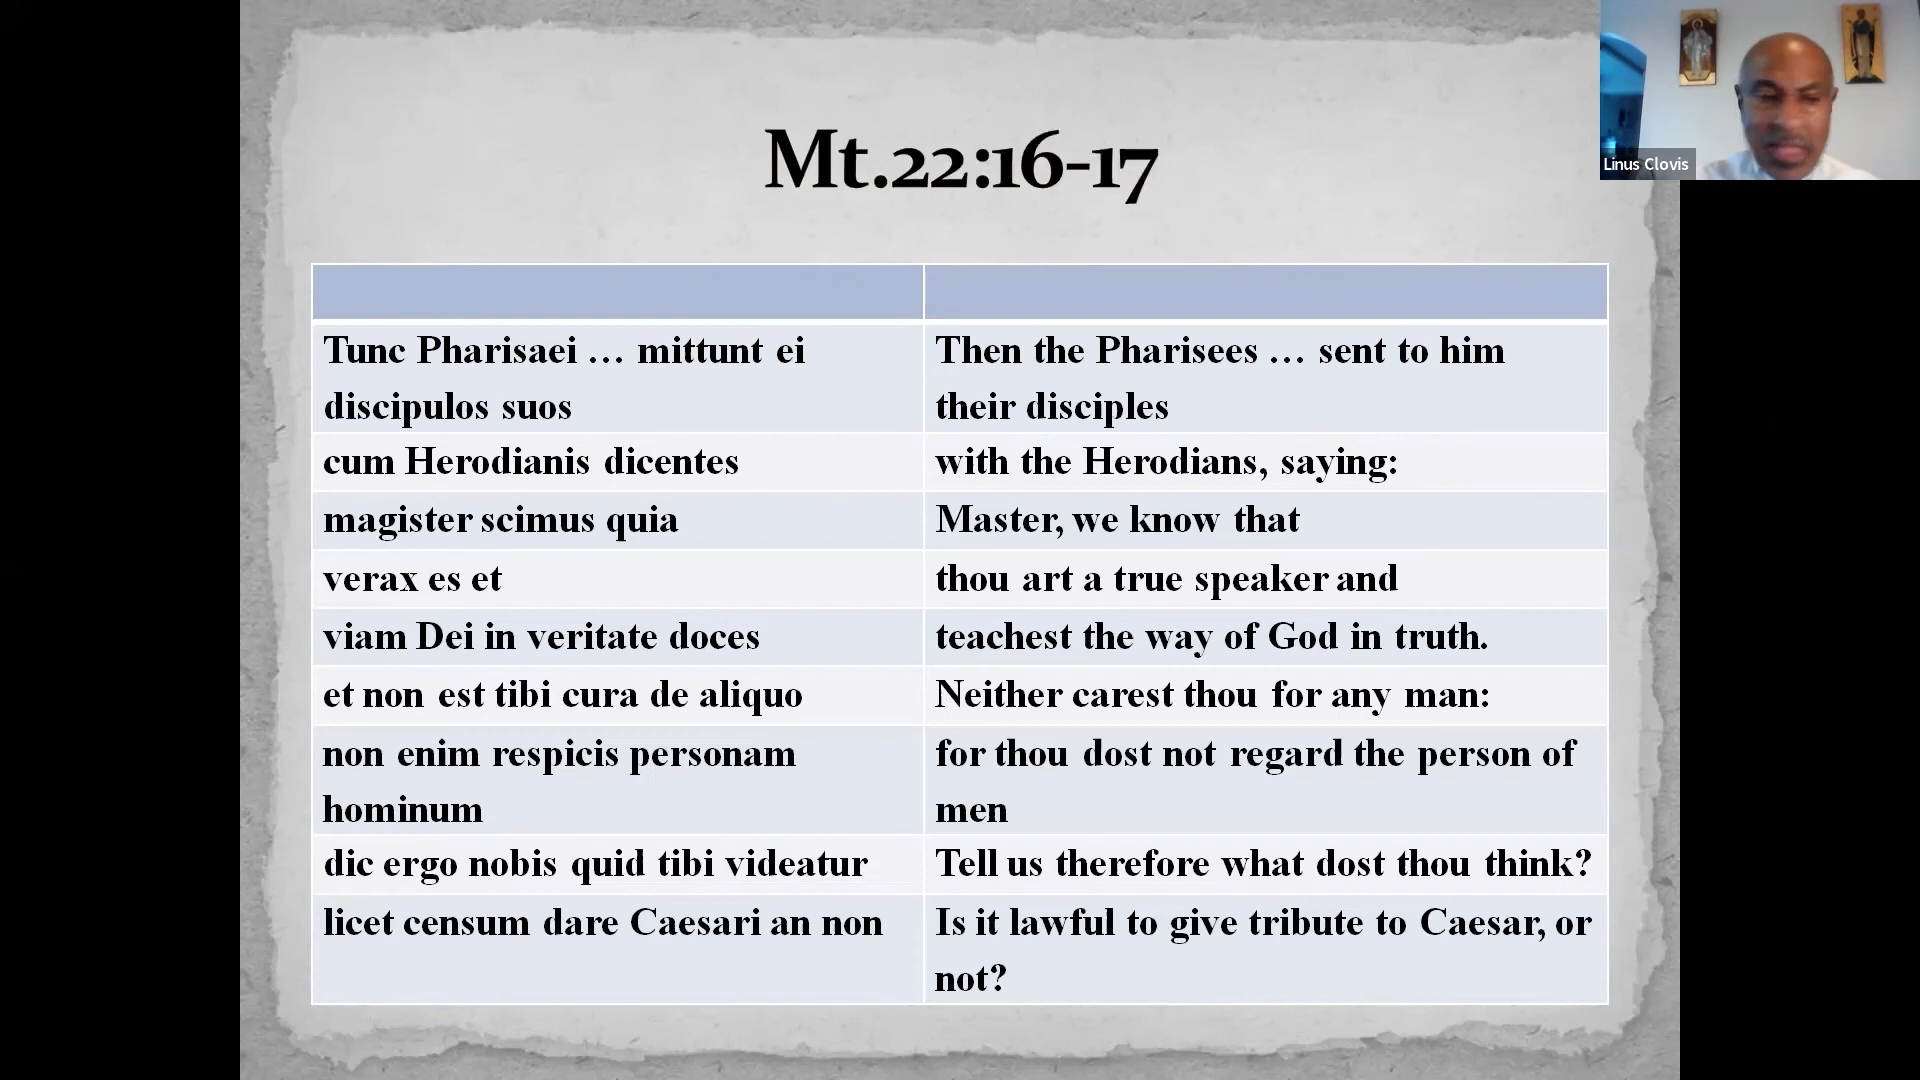 Mt.22:16-17
Linus Clovis
Tunc Pharisaei … mittunt ei
discipulos suos
Then the Pharisees … sent to him
their disciples
cum Herodianis dicentes
with the Herodians, saying:
magister scimus quia
Master, we know that
verax es et
thou art a true speaker and
viam Dei in veritate doces
teachest the way of God in truth.
et non est tibi cura de aliquo
Neither carest thou for any man:
non enim respicis personam
hominum
for thou dost not regard the person of
men
dic ergo nobis quid tibi videatur
Tell us therefore what dost thou think?
licet censum dare Caesari an non
Is it lawful to give tribute to Caesar, or
not?